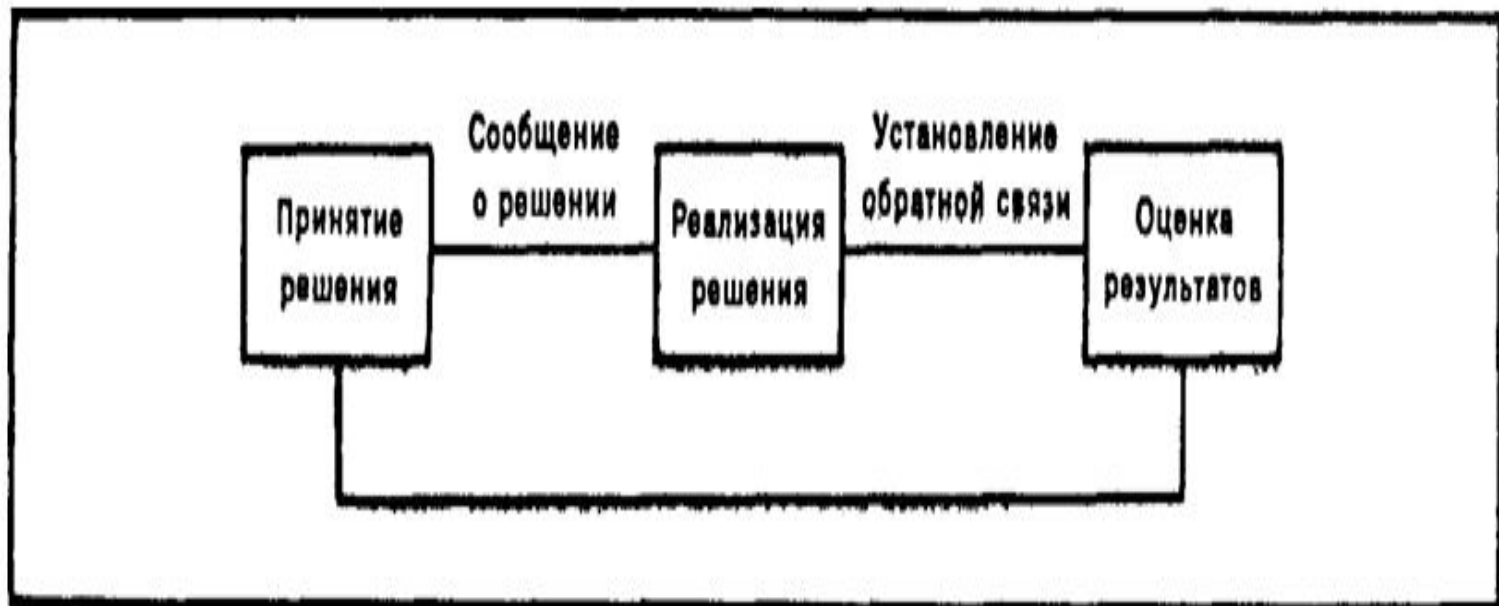 Принятие
решения
Сообщение
о решении
Реализация
решения
Установление
обратной связи
Оценка
результатов